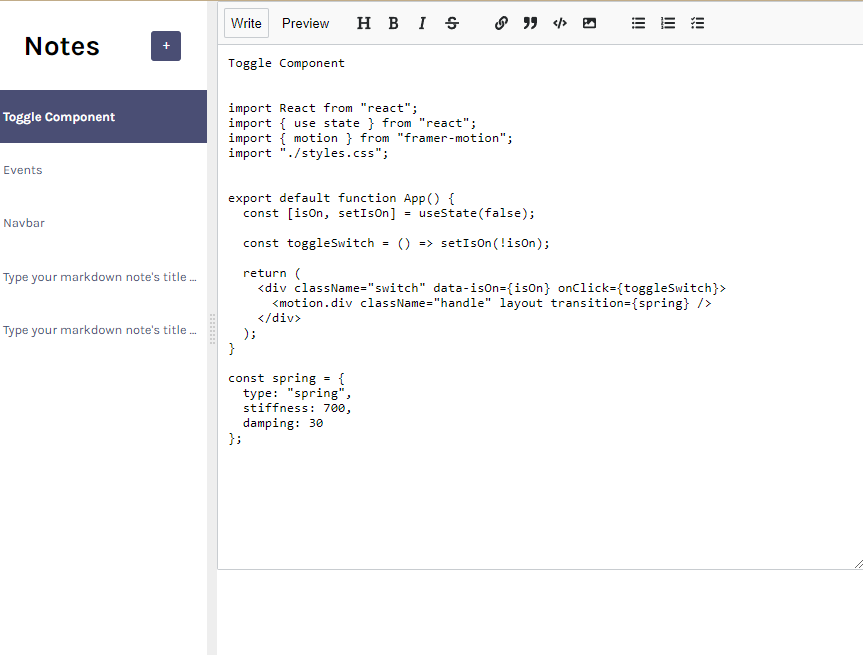 Notes
+
Toggle Component
Events
Navbar
Type your markdown note's title ...
Type your markdown note's title ...
Write Preview H B I S
Toggle Component
import React from "react";
import { use state } from "react";
import { motion } from "framer-motion";
import "./styles.css";
export default function App() {
  const [isOn, setIsOn] = useState(false);
  const toggleSwitch = () => setIsOn(!isOn);
  return (
    <div className="switch" data-isOn={isOn} onClick={toggleSwitch}>
      <motion.div className="handle" layout transition={spring} />
    </div>
  );
}
const spring = {
  type: "spring",
  stiffness: 700,
  damping: 30
};